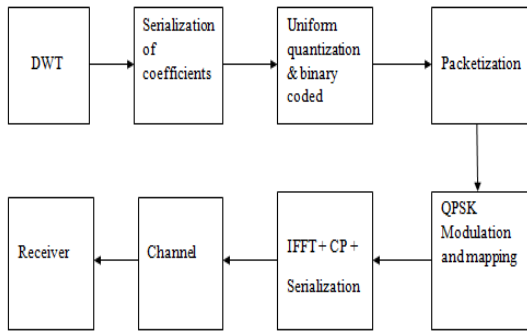 DWT
Serialization
of
coefficients
Uniform
quantization
& binary
coded
Packetization
QPSK
Modulation
and mapping
IFFT + CP +
Serialization
Channel
Receiver